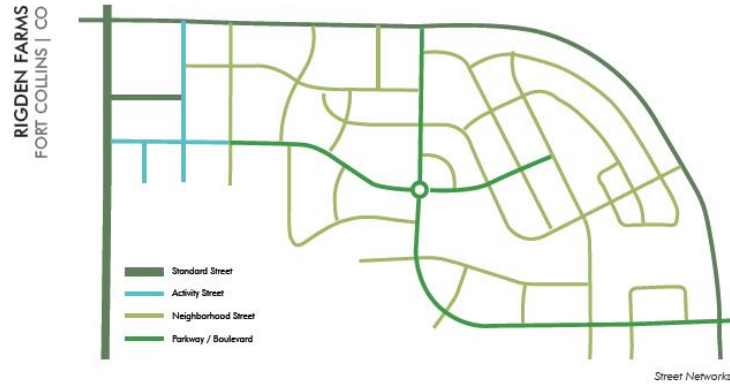 RIGDEN FARMS
FORT COLLINS | CO
Standard Street
Activity Street
Neighborhood Street
Parkway / Boulevard
Street Networks